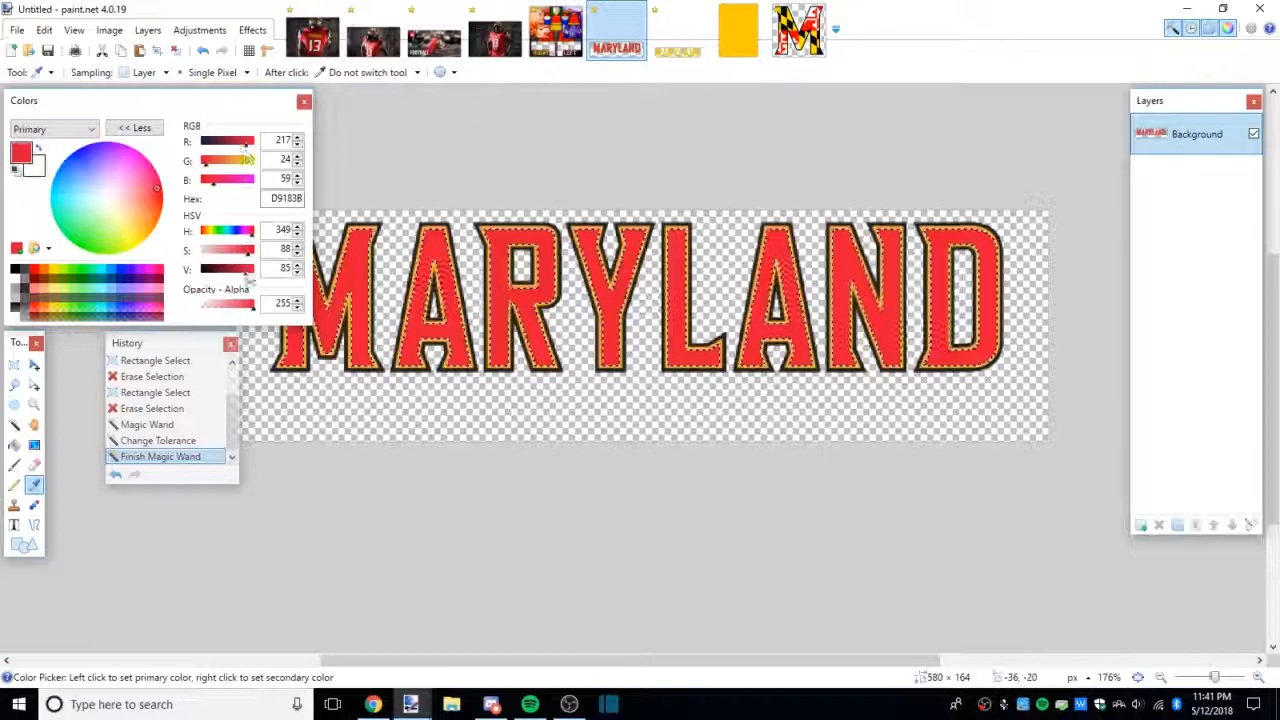 Untitled - paint.net 4.0.19
File Edit View Image Layers Adjustments Effects
Tool: Sampling: Layer Single Pixel After click: Do not switch tool
Colors
Primary
<< Less
RGB
R: 217
G: 24
B: 59
Hex: D9183B
HSV
H: 349
S: 88
V: 85
Opacity - Alpha
255
Layers
Background
MARYLAND
To...
History
Rectangle Select
Erase Selection
Rectangle Select
Erase Selection
Magic Wand
Change Tolerance
Finish Magic Wand
Color Picker: Left click to set primary color, right click to set secondary color
580 × 164
-36, -20
px
176%
Type here to search
11:41 PM
5/12/2018